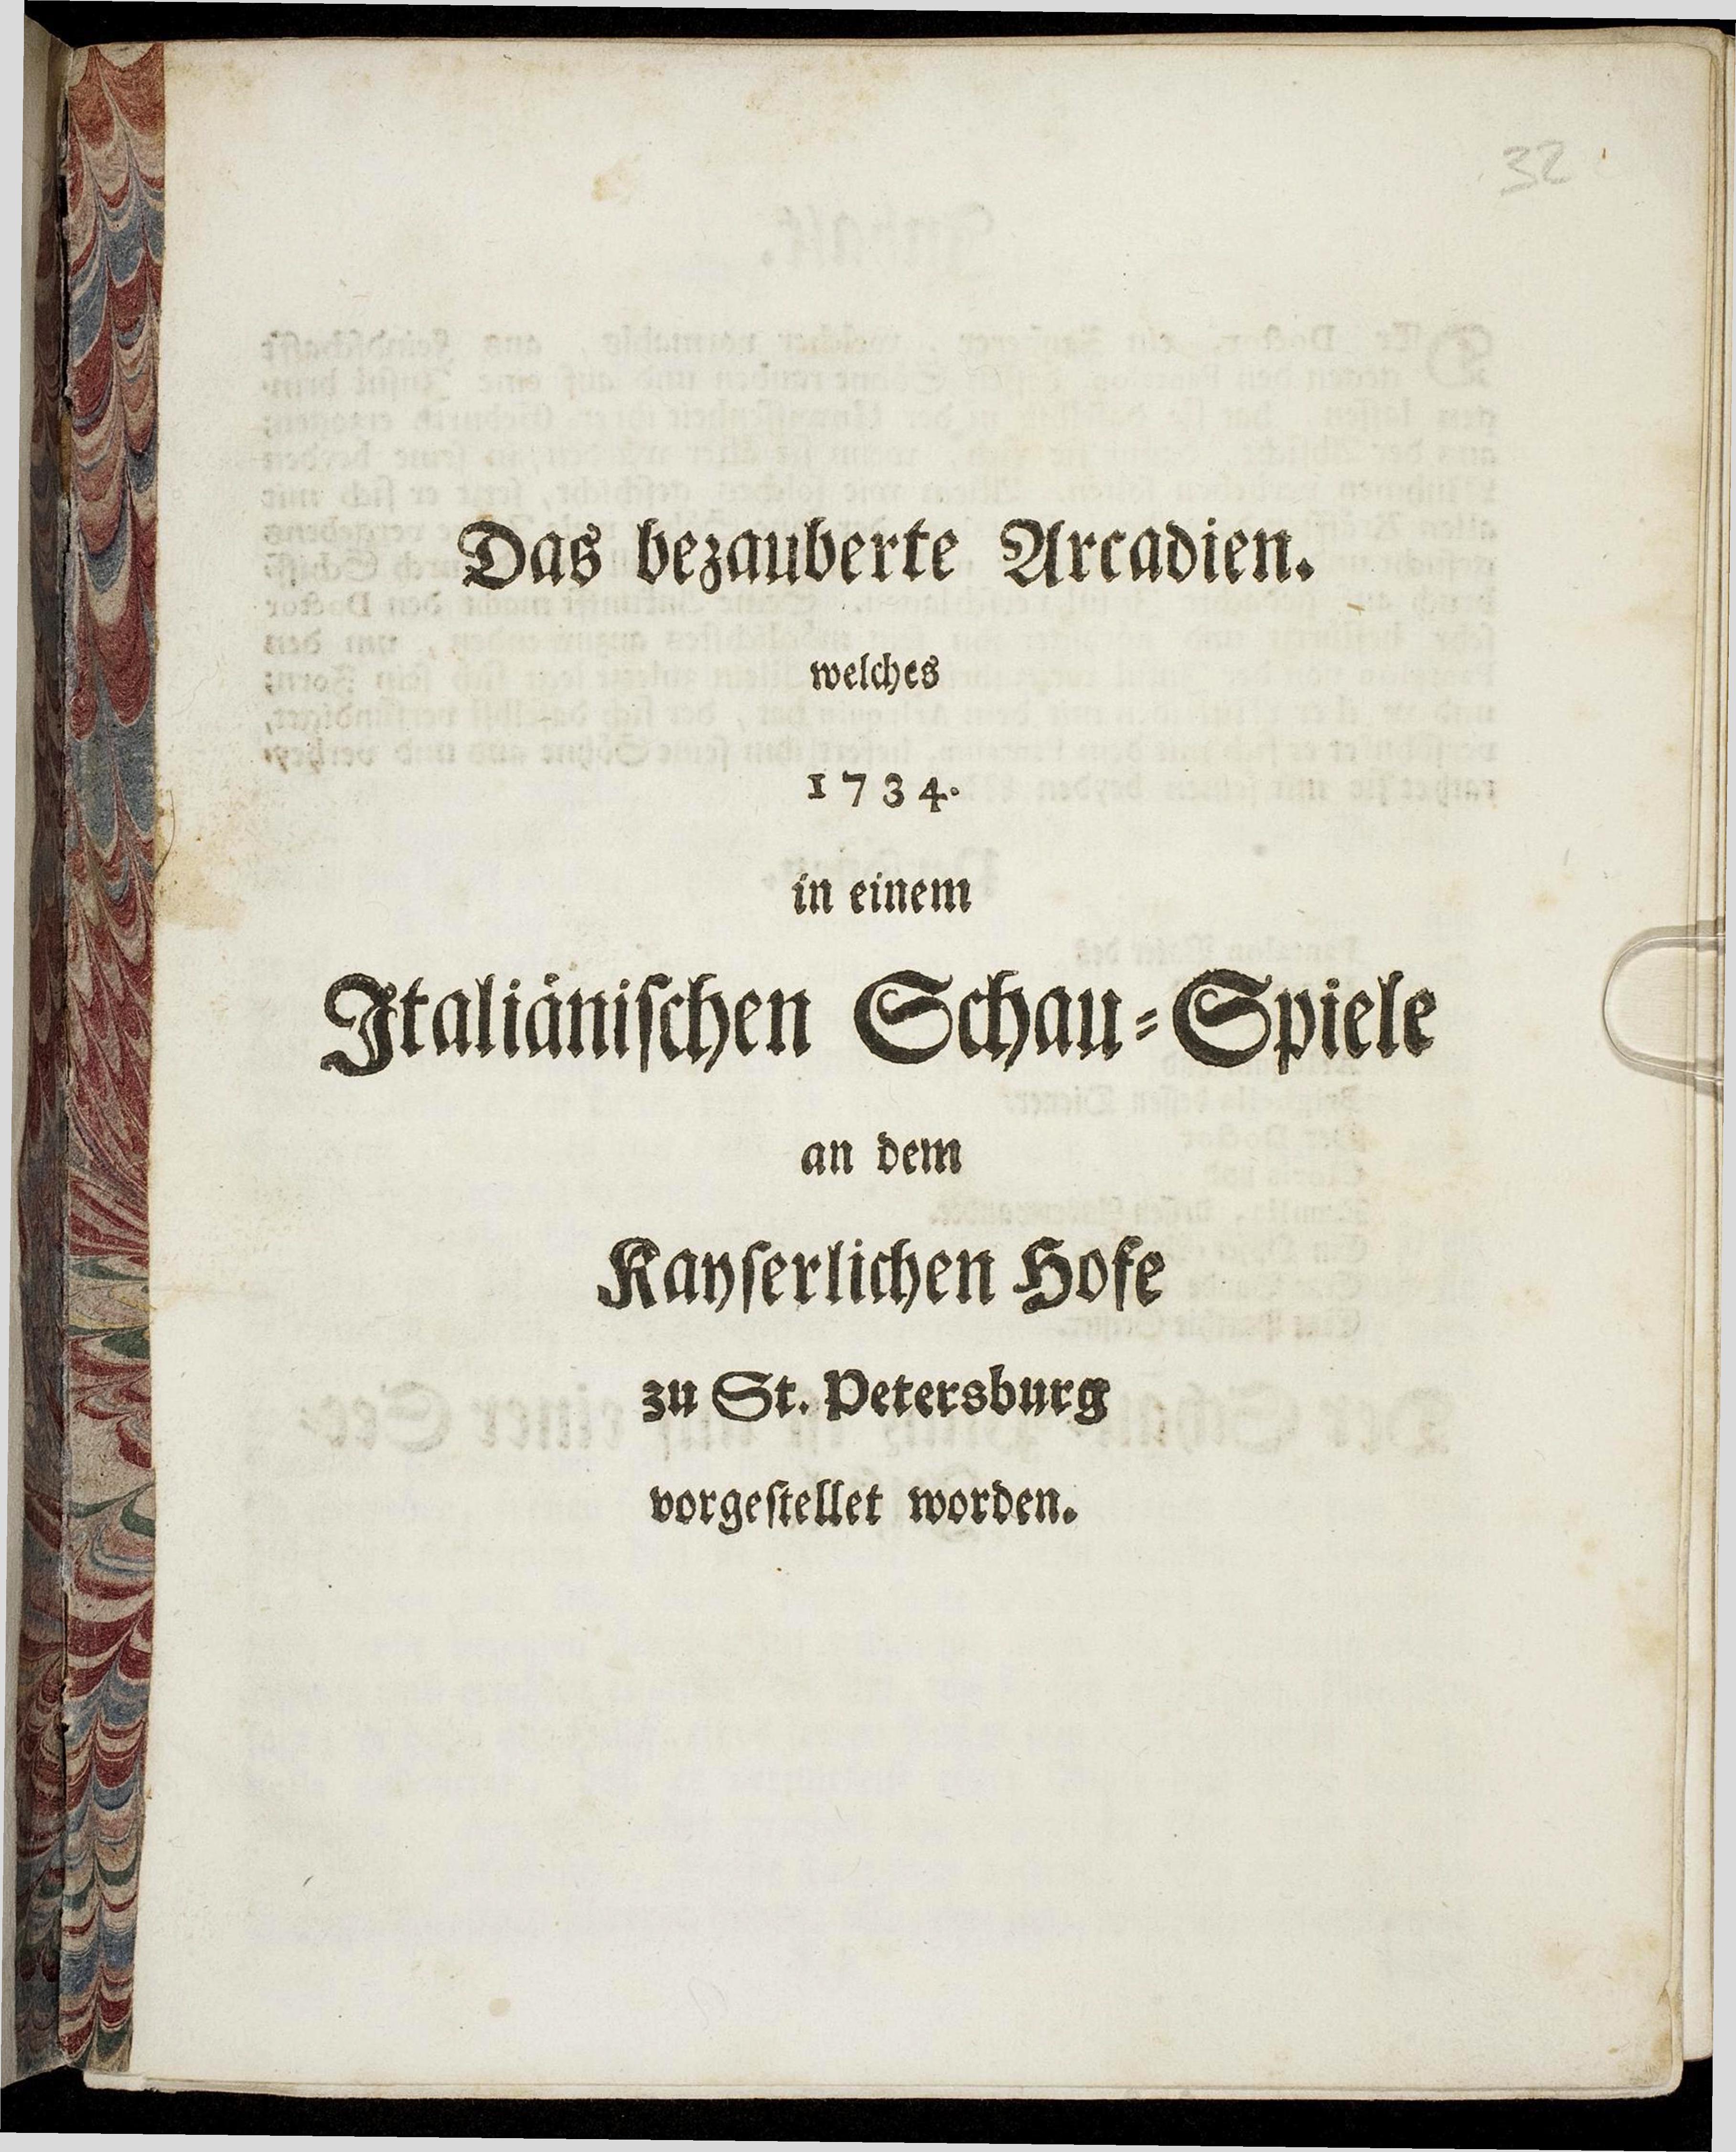 32
Das bezauberte Arcadien.
welches
1734.
in einem
Italiänischen Schau-Spiele
an dem
Kayserlichen Hofe
zu St. Petersburg
vorgestellet worden.